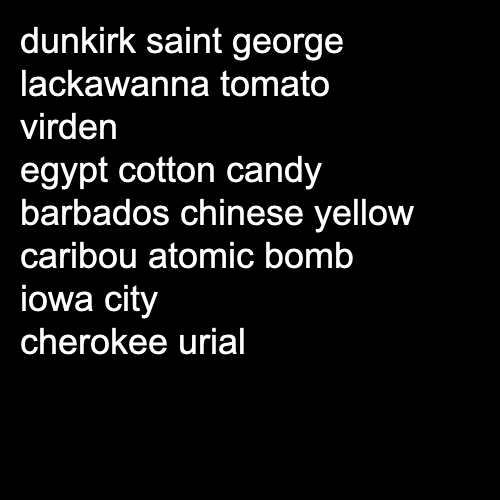 dunkirk saint george
lackawanna tomato
virden
egypt cotton candy
barbados chinese yellow
caribou atomic bomb
iowa city
cherokee urial